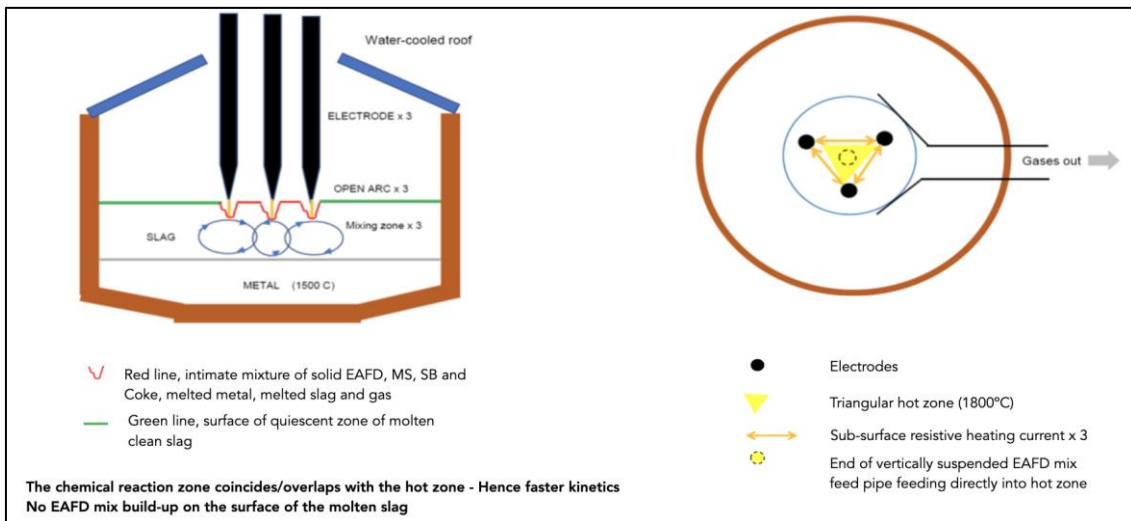 Water-cooled roof
ELECTRODE x 3
OPEN ARC x 3
Mixing zone x 3
SLAG
METAL (1500 C)
Red line, intimate mixture of solid EAFD, MS, SB and
Coke, melted metal, melted slag and gas
Green line, surface of quiescent zone of molten
clean slag
The chemical reaction zone coincides/overlaps with the hot zone - Hence faster kinetics
No EAFD mix build-up on the surface of the molten slag
Gases out
Electrodes
Triangular hot zone (1800°C)
Sub-surface resistive heating current x 3
End of vertically suspended EAFD mix
feed pipe feeding directly into hot zone